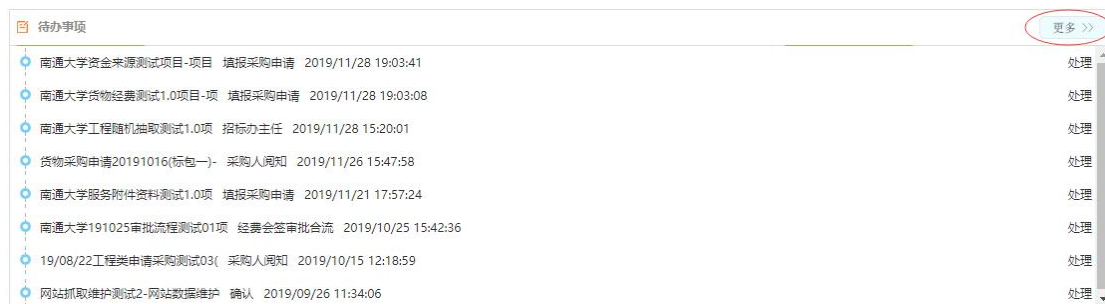 待办事项 更多 >>
南通大学资金来源测试项目-项目 填报采购申请 2019/11/28 19:03:41 处理
南通大学货物经费测试1.0项目-项 填报采购申请 2019/11/28 19:03:08 处理
南通大学工程随机抽取测试1.0项 招标办主任 2019/11/28 15:20:01 处理
货物采购申请20191016(标包一)- 采购人阅知 2019/11/26 15:47:58 处理
南通大学服务附件资料测试1.0项 填报采购申请 2019/11/21 17:57:24 处理
南通大学191025审批流程测试01项 经费会签审批合流 2019/10/25 15:42:36 处理
19/08/22工程类申请采购测试03( 采购人阅知 2019/10/15 12:18:59 处理
网站抓取维护测试2-网站数据维护 确认 2019/09/26 11:34:06 处理